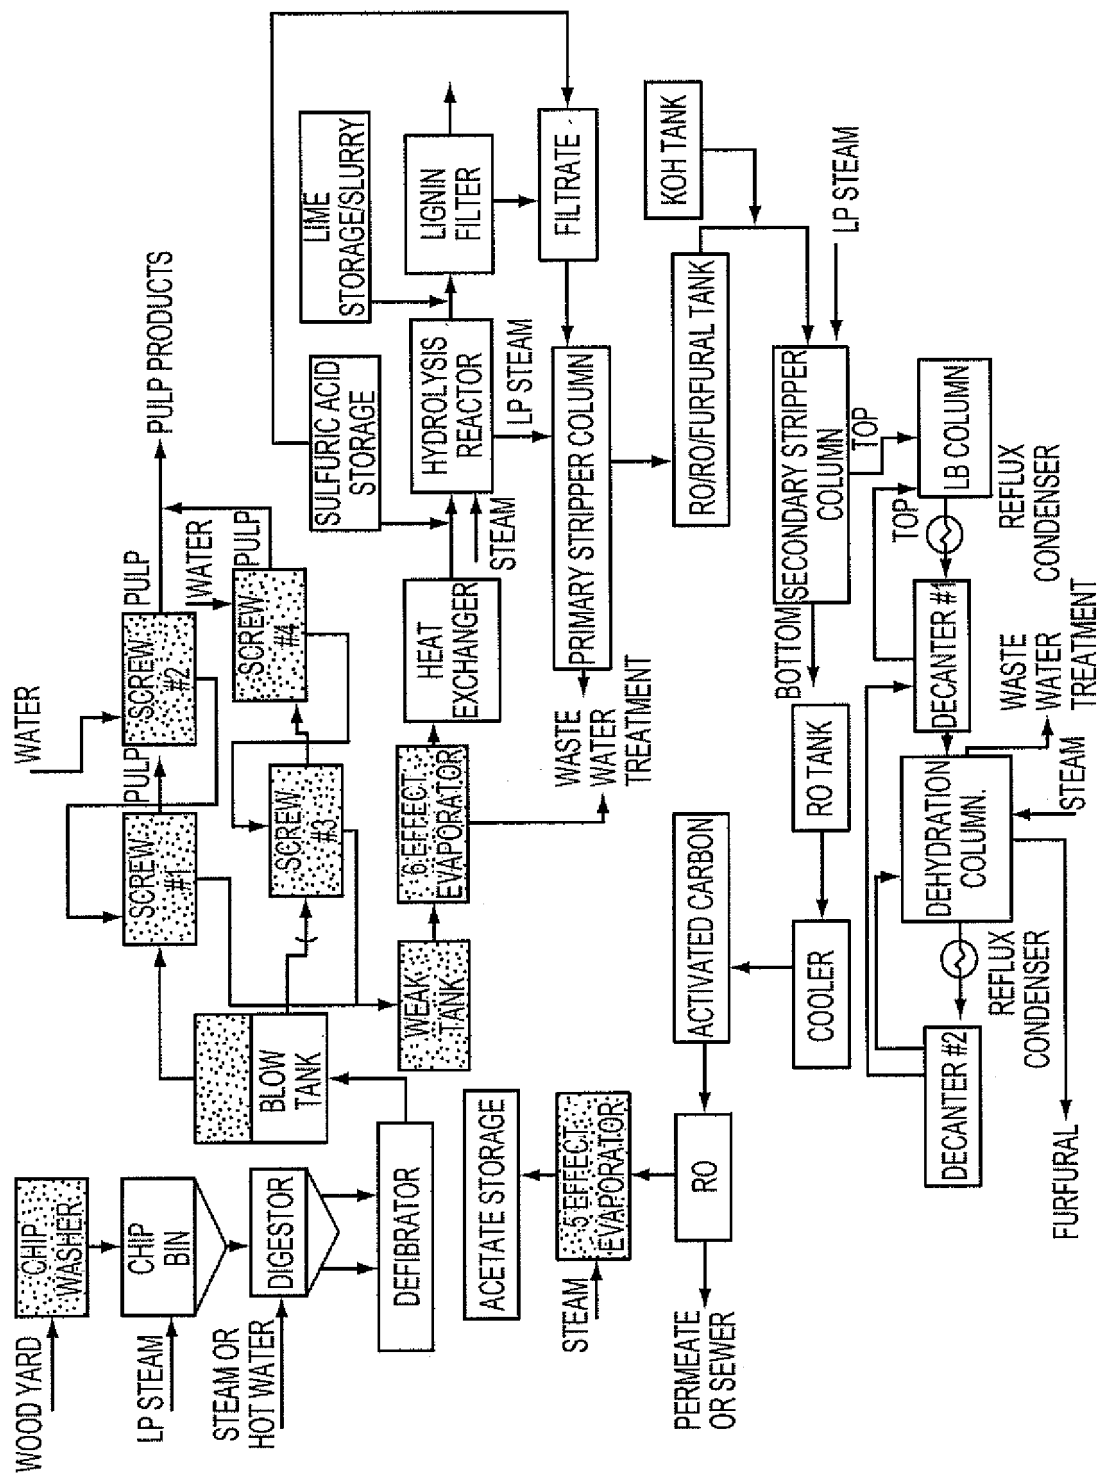 WOOD YARD
CHIP
WASHER
LP STEAM
CHIP
BIN
STEAM OR
HOT WATER
DIGESTOR
DEFIBRATOR
BLOW
TANK
WATER
SCREW
#1
PULP
SCREW
#2
PULP
PULP PRODUCTS
SCREW
#3
WATER
SCREW
#4
PULP
WEAK
TANK
6 EFFECT
EVAPORATOR
HEAT
EXCHANGER
SULFURIC ACID
STORAGE
STEAM
HYDROLYSIS
REACTOR
LP STEAM
LIME
STORAGE/SLURRY
LIGNIN
FILTER
FILTRATE
WASTE
WATER
TREATMENT
PRIMARY STRIPPER COLUMN
RO/RO/FURFURAL TANK
KOH TANK
LP STEAM
SECONDARY STRIPPER
COLUMN
BOTTOM
TOP
RO TANK
COOLER
ACTIVATED CARBON
RO
PERMEATE
OR SEWER
STEAM
5 EFFECT
EVAPORATOR
ACETATE STORAGE
LB COLUMN
TOP
REFLUX
CONDENSER
DECANTER #1
WASTE
WATER
TREATMENT
DEHYDRATION
COLUMN.
STEAM
REFLUX
CONDENSER
DECANTER #2
FURFURAL